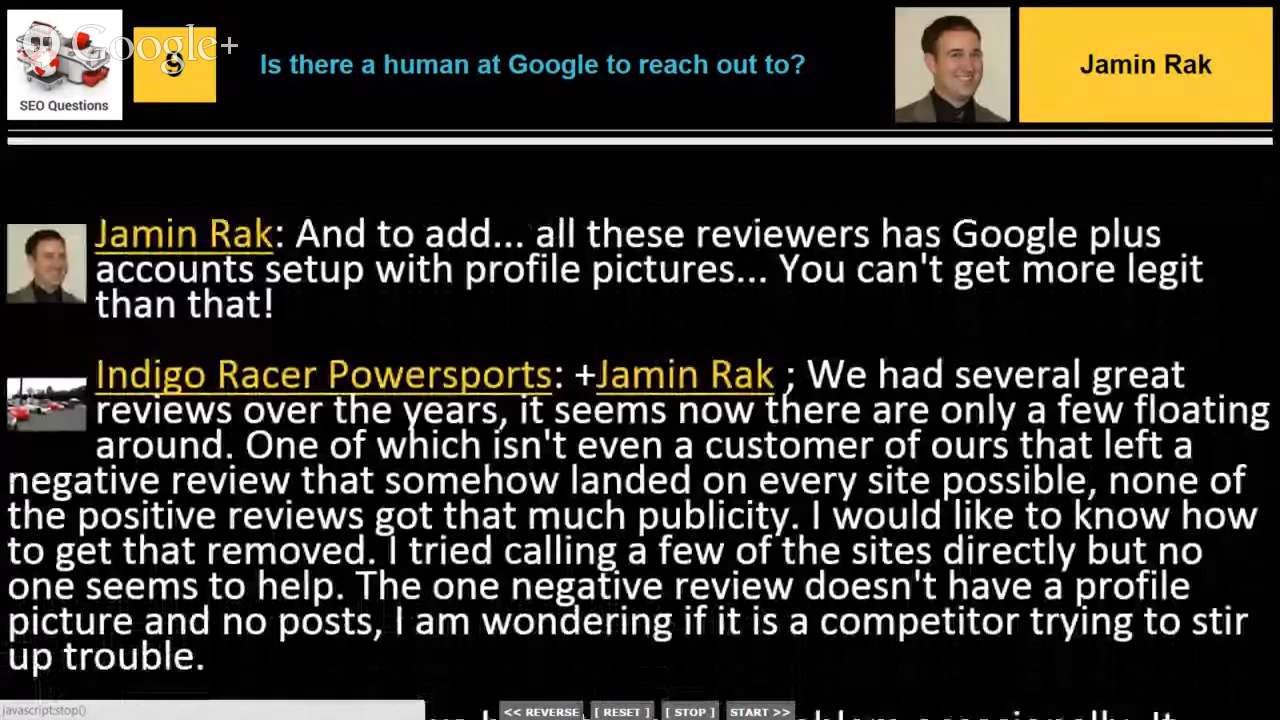 Google+
SEO Questions
9
Is there a human at Google to reach out to?
Jamin Rak
Jamin Rak: And to add... all these reviewers has Google plus
accounts setup with profile pictures... You can't get more legit
than that!
Indigo Racer Powersports: +Jamin Rak ; We had several great
reviews over the years, it seems now there are only a few floating
around. One of which isn't even a customer of ours that left a
negative review that somehow landed on every site possible, none of
the positive reviews got that much publicity. I would like to know how
to get that removed. I tried calling a few of the sites directly but no
one seems to help. The one negative review doesn't have a profile
picture and no posts, I am wondering if it is a competitor trying to stir
up trouble.
javascript:stop()
<< REVERSE [ RESET ] [ STOP ] START >>